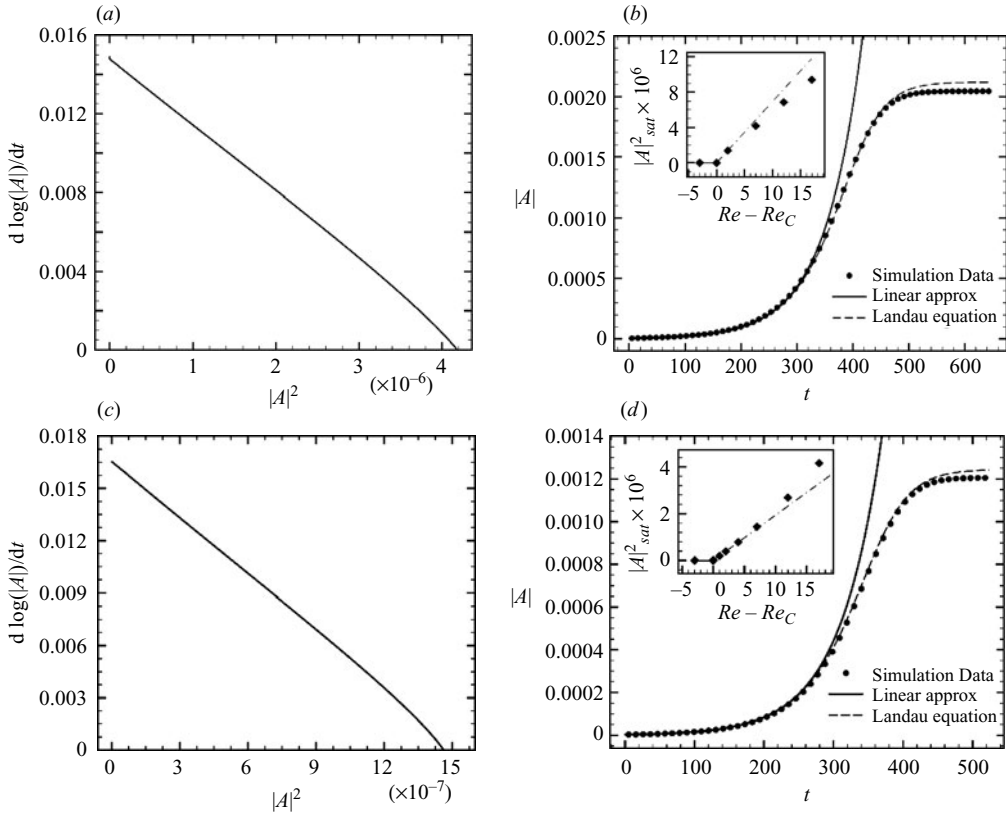 (a)
0.016
0.012
0.008
0.004
0
d log(|A|)/dt
0 1 2 3 4
|A|² (×10⁻⁶)
(b)
0.0025
0.0020
0.0015
0.0010
0.0005
0
|A|
12
8
4
0
|A|²sat × 10⁶
−5 0 5 10 15
Re − ReC
Simulation Data
Linear approx
Landau equation
0 100 200 300 400 500 600
t
(c)
0.018
0.015
0.012
0.009
0.006
0.003
0
d log(|A|)/dt
0 3 6 9 12 15
|A|² (×10⁻⁷)
(d)
0.0014
0.0012
0.0010
0.0008
0.0006
0.0004
0.0002
0
|A|
4
2
0
|A|²sat × 10⁶
−5 0 5 10 15
Re − ReC
Simulation Data
Linear approx
Landau equation
0 100 200 300 400 500
t